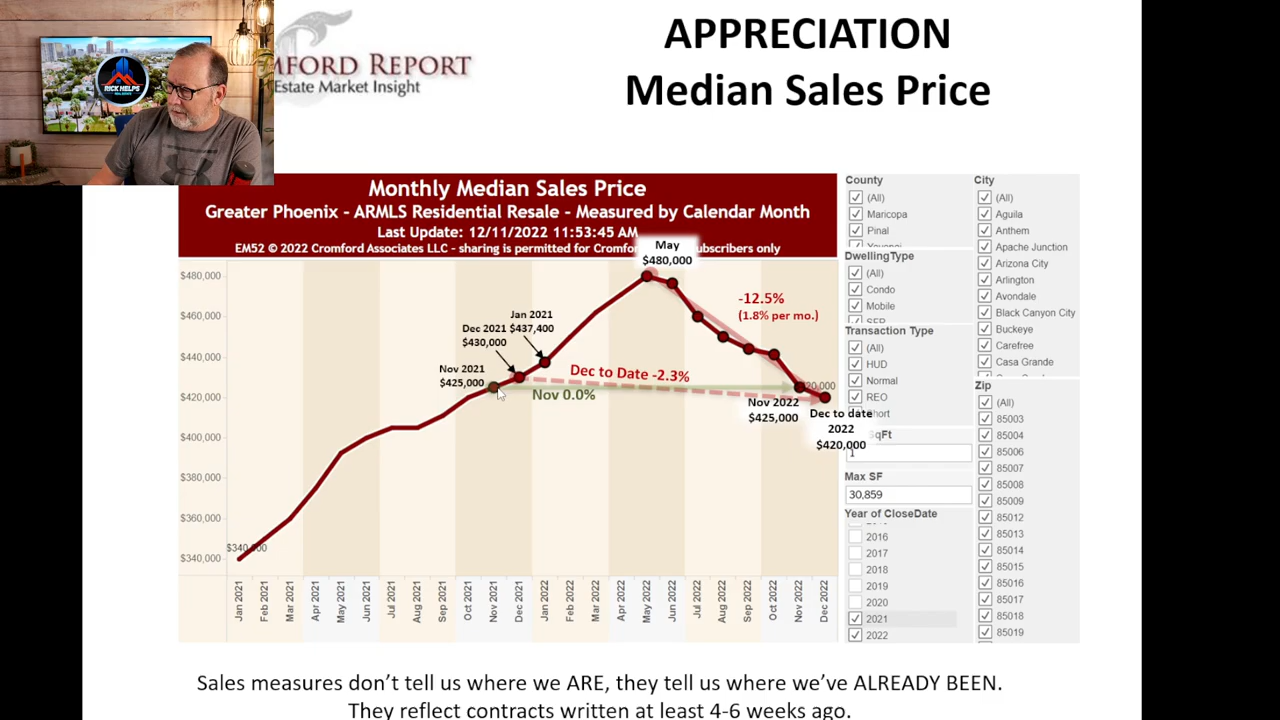 RICK HELPS
REAL ESTATE
MFORD REPORT
Estate Market Insight
APPRECIATION
Median Sales Price
Monthly Median Sales Price
Greater Phoenix - ARMLS Residential Resale - Measured by Calendar Month
Last Update: 12/11/2022 11:53:45 AM
EM52 © 2022 Cromford Associates LLC - sharing is permitted for Cromfo subscribers only
$480,000
$460,000
$440,000
$420,000
$400,000
$380,000
$360,000
$340,000
May
$480,000
-12.5%
(1.8% per mo.)
Jan 2021
$437,400
Dec 2021
$430,000
Nov 2021
$425,000
Dec to Date -2.3%
Nov 0.0%
Nov 2022
$425,000
Dec to date
2022
$420,000
20,000
$340,000
Jan 2021
Feb 2021
Mar 2021
Apr 2021
May 2021
Jun 2021
Jul 2021
Aug 2021
Sep 2021
Oct 2021
Nov 2021
Dec 2021
Jan 2022
Feb 2022
Mar 2022
Apr 2022
May 2022
Jun 2022
Jul 2022
Aug 2022
Sep 2022
Oct 2022
Nov 2022
Dec 2022
County
(All)
Maricopa
Pinal
DwellingType
(All)
Condo
Mobile
Transaction Type
(All)
HUD
Normal
REO
hort
SqFt
1
Max SF
30,859
Year of CloseDate
2016
2017
2018
2019
2020
2021
2022
City
(All)
Aguila
Anthem
Apache Junction
Arizona City
Arlington
Avondale
Black Canyon City
Buckeye
Carefree
Casa Grande
Zip
(All)
85003
85004
85006
85007
85008
85009
85012
85013
85014
85015
85016
85017
85018
85019
Sales measures don't tell us where we ARE, they tell us where we've ALREADY BEEN.
They reflect contracts written at least 4-6 weeks ago.